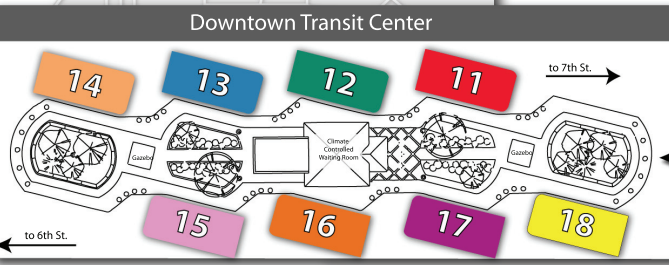 Downtown Transit Center
14
13
12
11
to 7th St.
Gazebo
Climate
Controlled
Waiting Room
Gazebo
15
16
17
18
to 6th St.